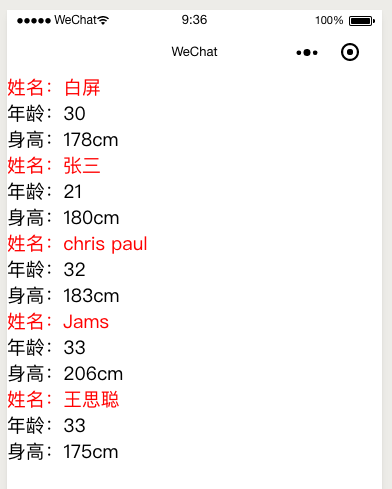 WeChat 9:36 100%
WeChat
姓名：白屏
年龄：30
身高：178cm
姓名：张三
年龄：21
身高：180cm
姓名：chris paul
年龄：32
身高：183cm
姓名：Jams
年龄：33
身高：206cm
姓名：王思聪
年龄：33
身高：175cm